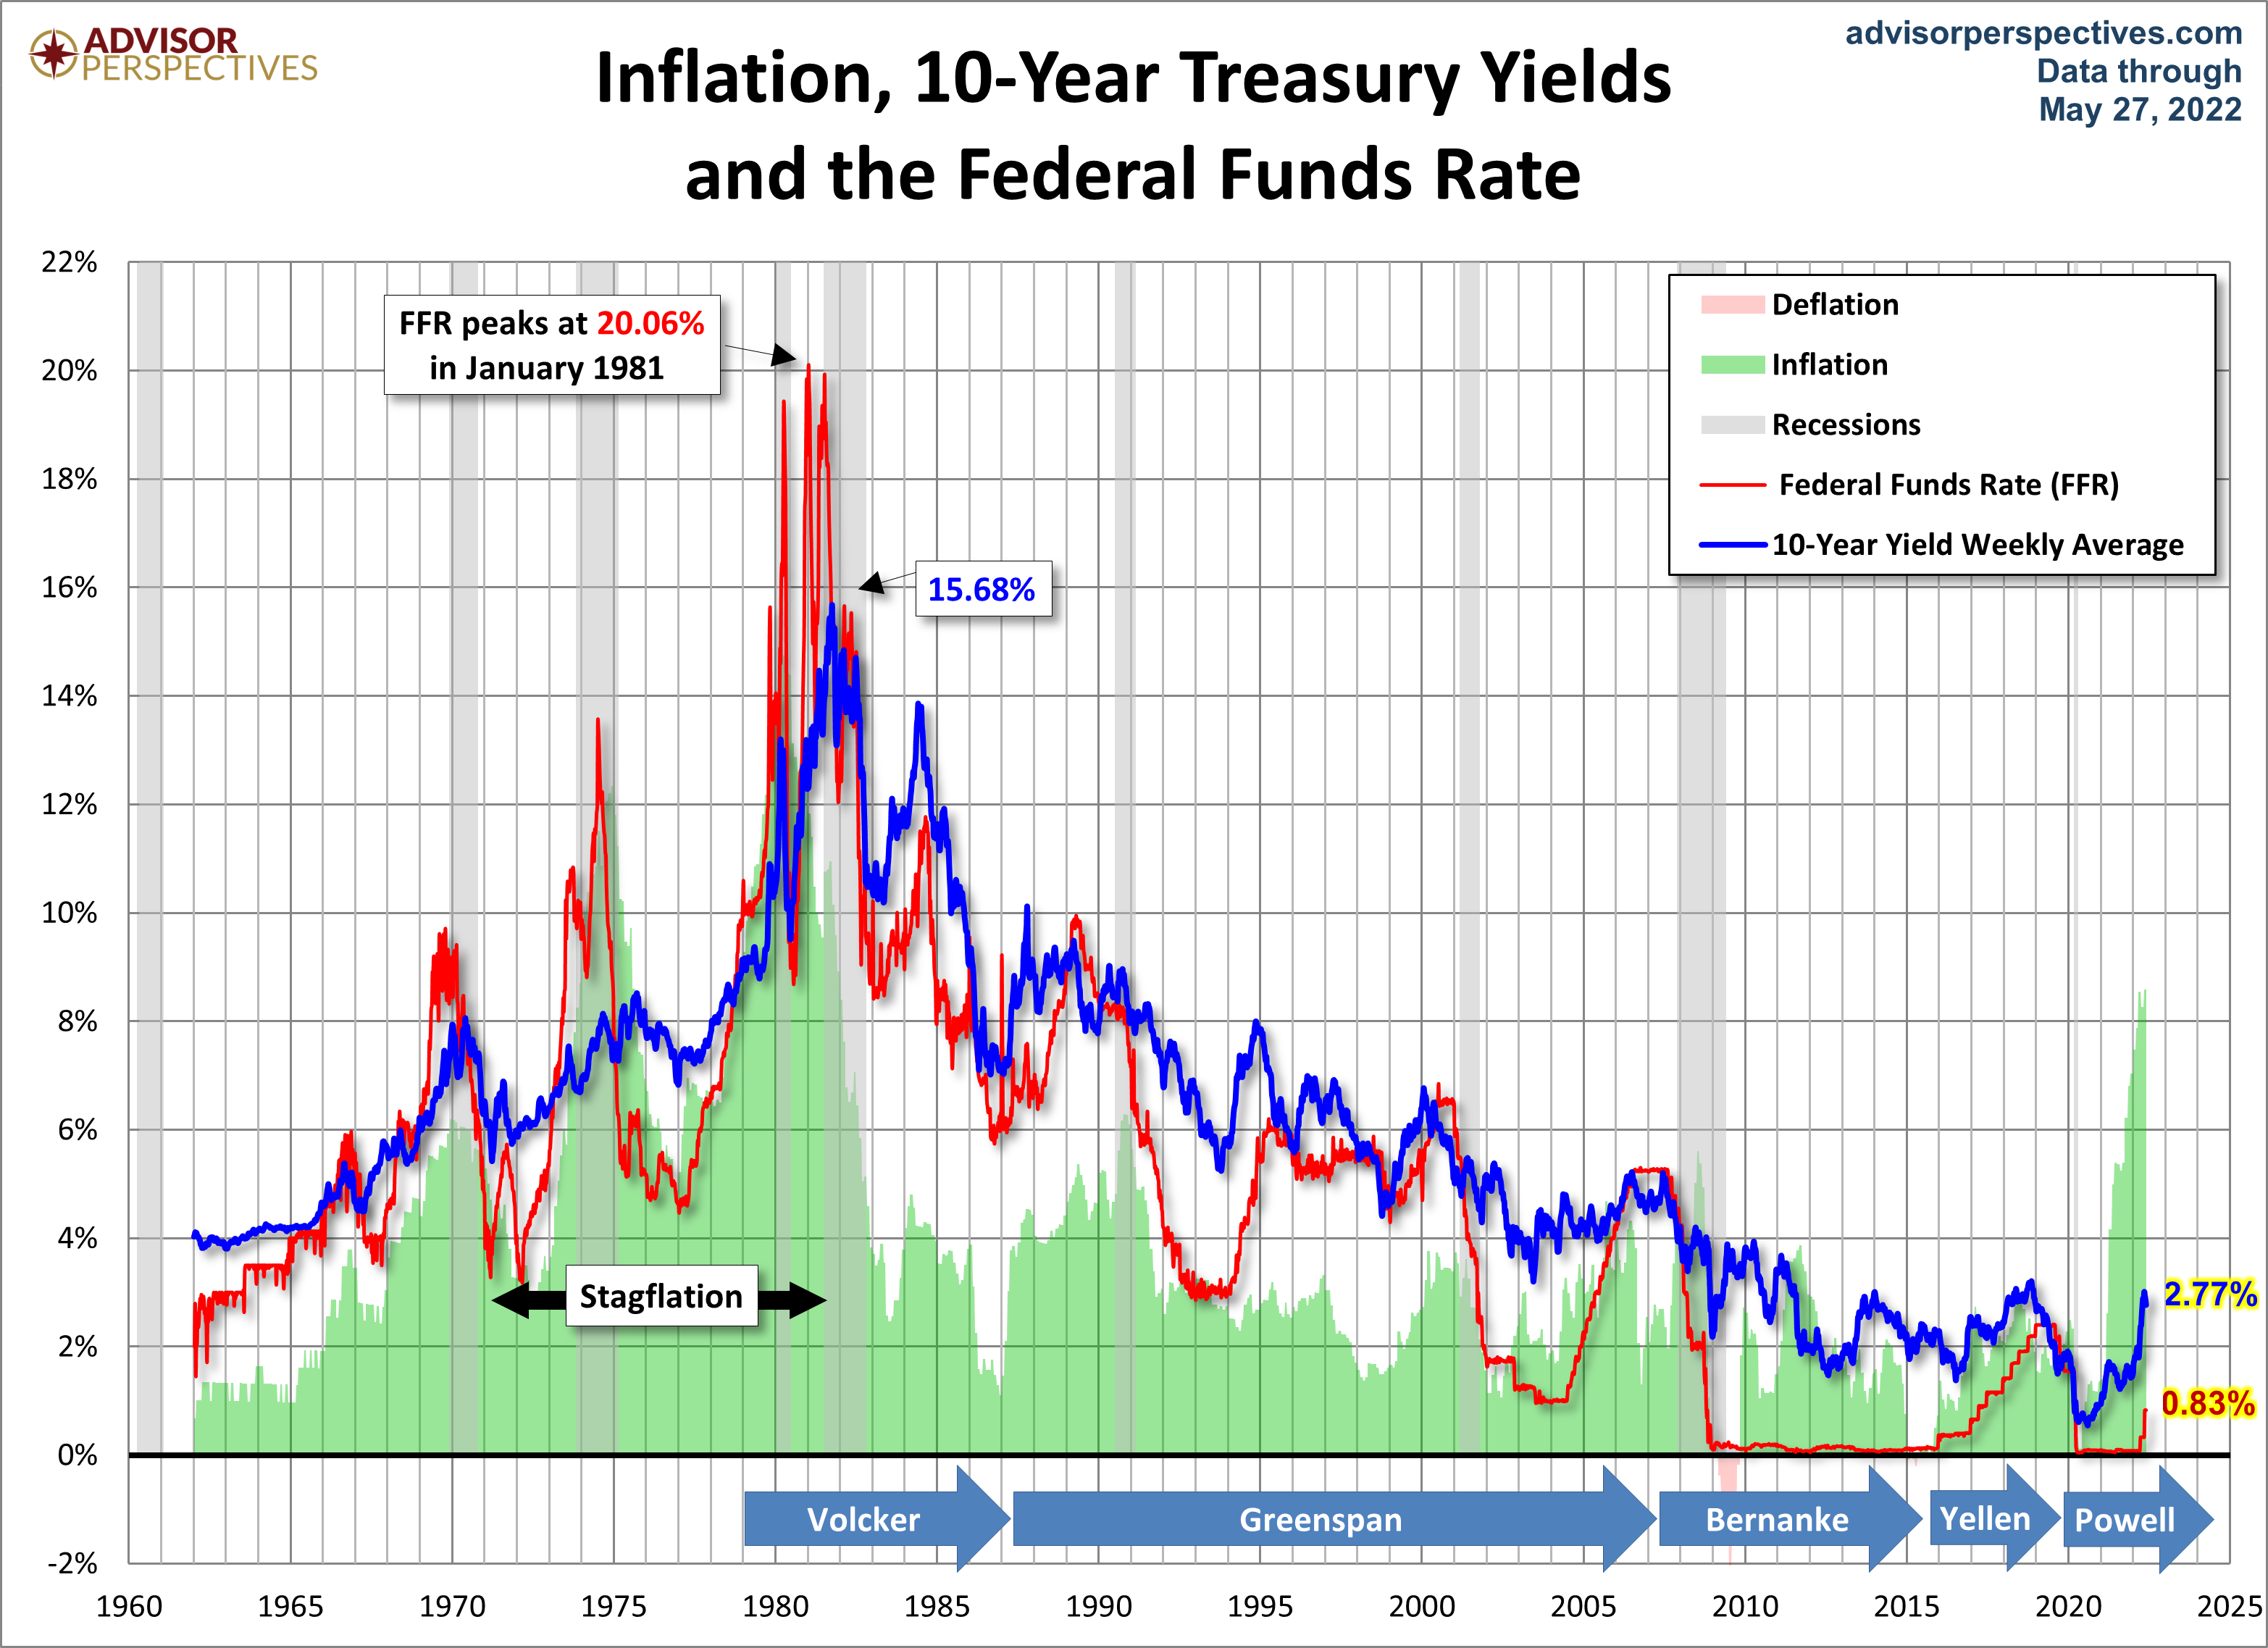 ADVISOR
PERSPECTIVES
advisorperspectives.com
Data through
May 27, 2022
Inflation, 10-Year Treasury Yields
and the Federal Funds Rate
22%
20%
18%
16%
14%
12%
10%
8%
6%
4%
2%
0%
-2%
FFR peaks at 20.06%
in January 1981
15.68%
Deflation
Inflation
Recessions
Federal Funds Rate (FFR)
10-Year Yield Weekly Average
Stagflation
2.77%
0.83%
Volcker
Greenspan
Bernanke
Yellen
Powell
1960 1965 1970 1975 1980 1985 1990 1995 2000 2005 2010 2015 2020 2025